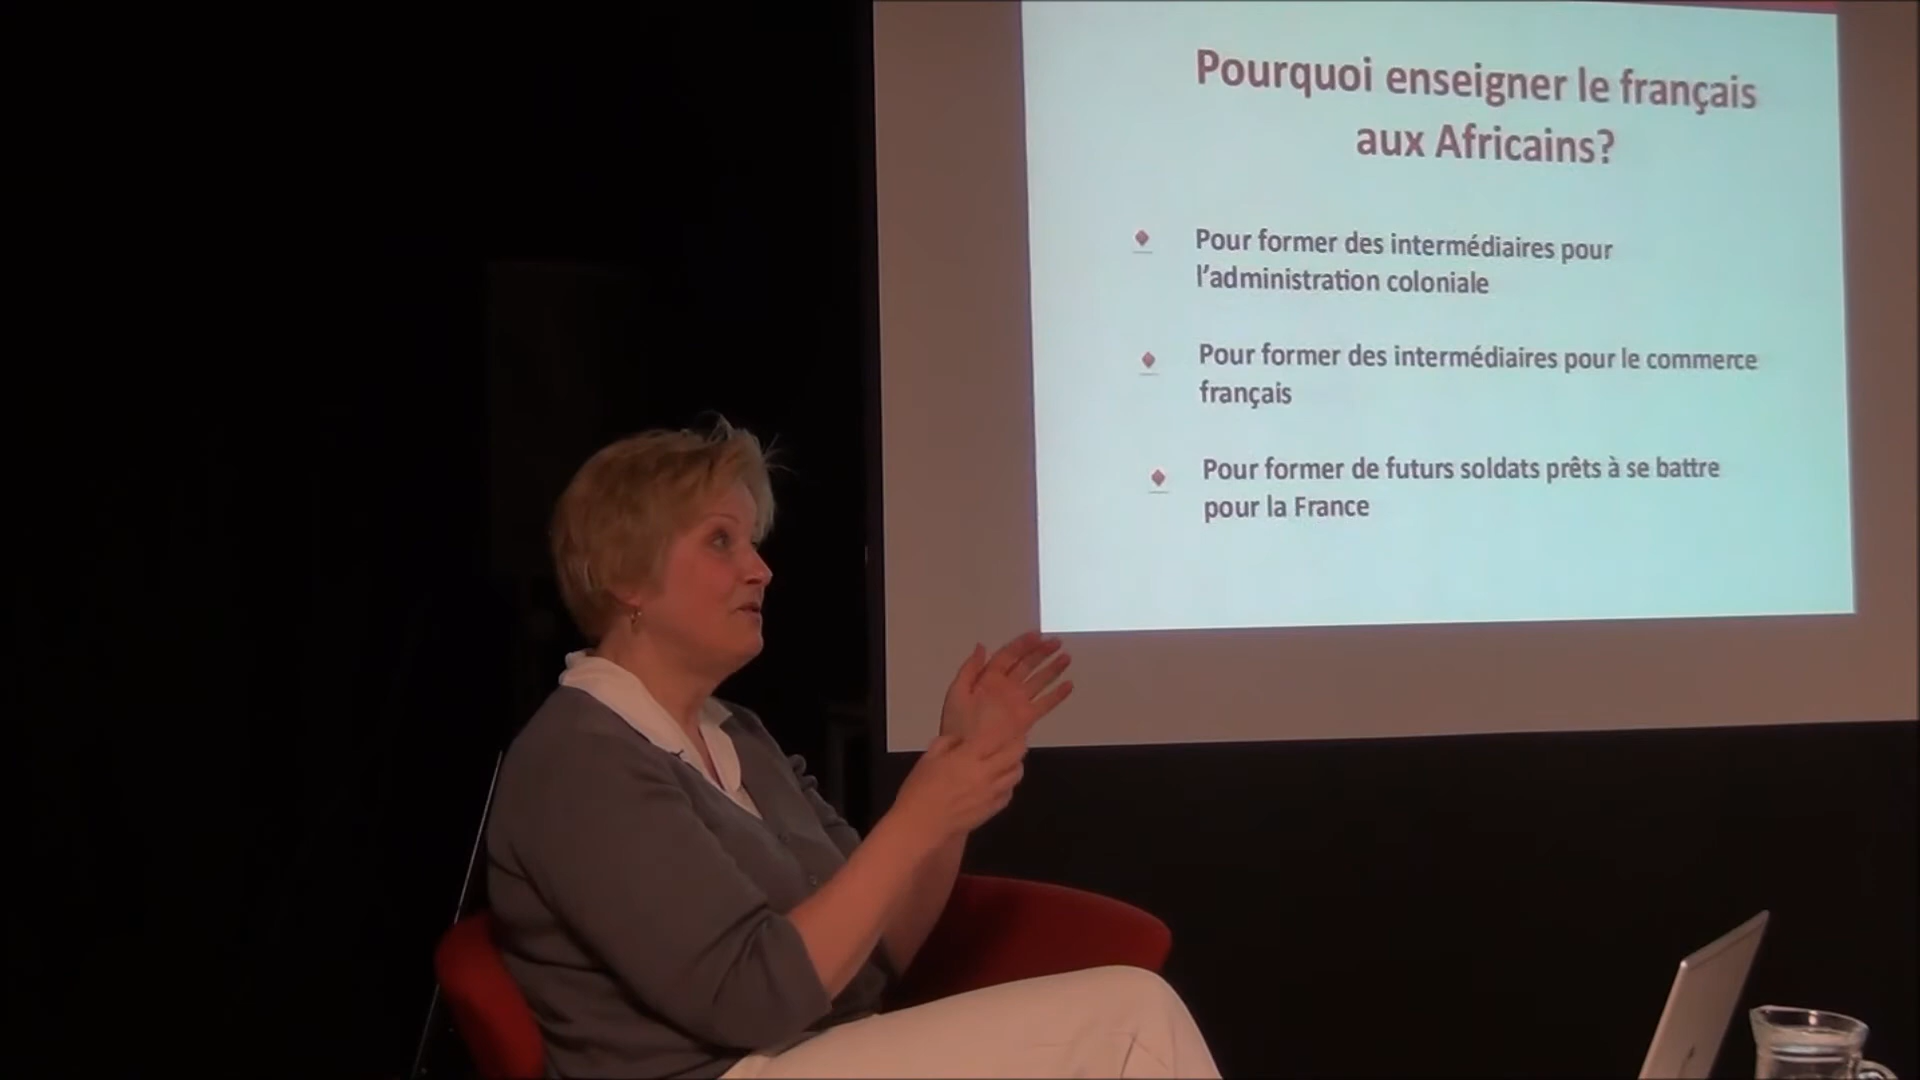 Pourquoi enseigner le français
aux Africains?
Pour former des intermédiaires pour
l’administration coloniale
Pour former des intermédiaires pour le commerce
français
Pour former de futurs soldats prêts à se battre
pour la France